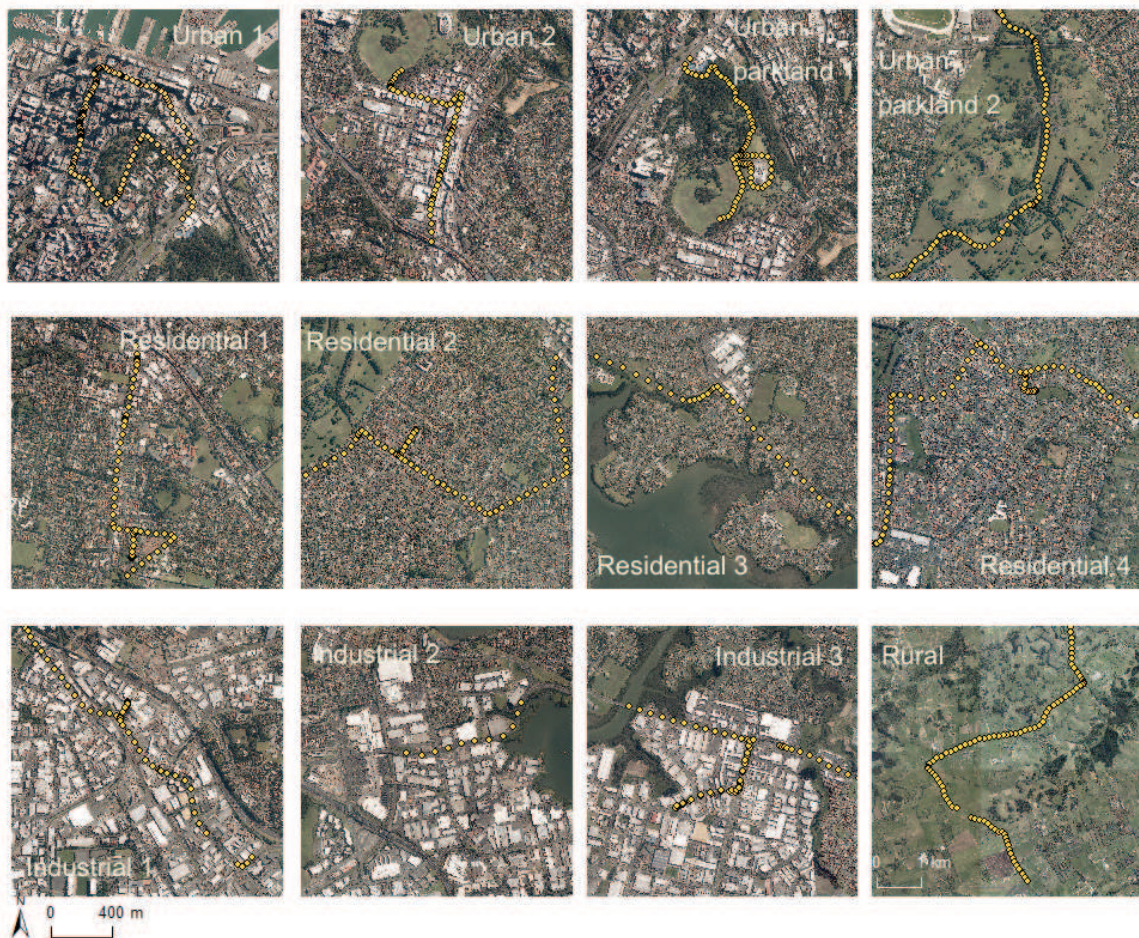 Urban 1
Urban 2
Urban
parkland 1
Urban
parkland 2
Residential 1
Residential 2
Residential 3
Residential 4
Industrial 1
Industrial 2
Industrial 3
Rural
0 1 km
N
0 400 m